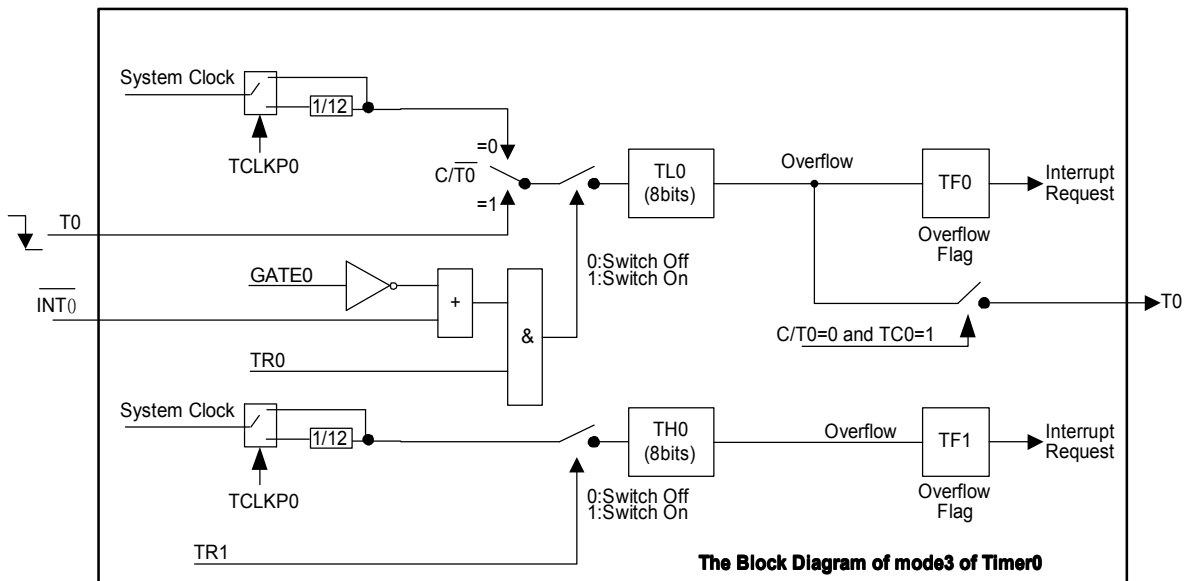 System Clock
1/12
TCLKP0
=0
C/T0
=1
T0
TL0
(8bits)
Overflow
TF0
Interrupt
Request
Overflow
Flag
0:Switch Off
1:Switch On
GATE0
INT0
+
&
TR0
C/T0=0 and TC0=1
T0
System Clock
1/12
TCLKP0
TH0
(8bits)
Overflow
TF1
Interrupt
Request
Overflow
Flag
0:Switch Off
1:Switch On
TR1
The Block Diagram of mode3 of Timer0